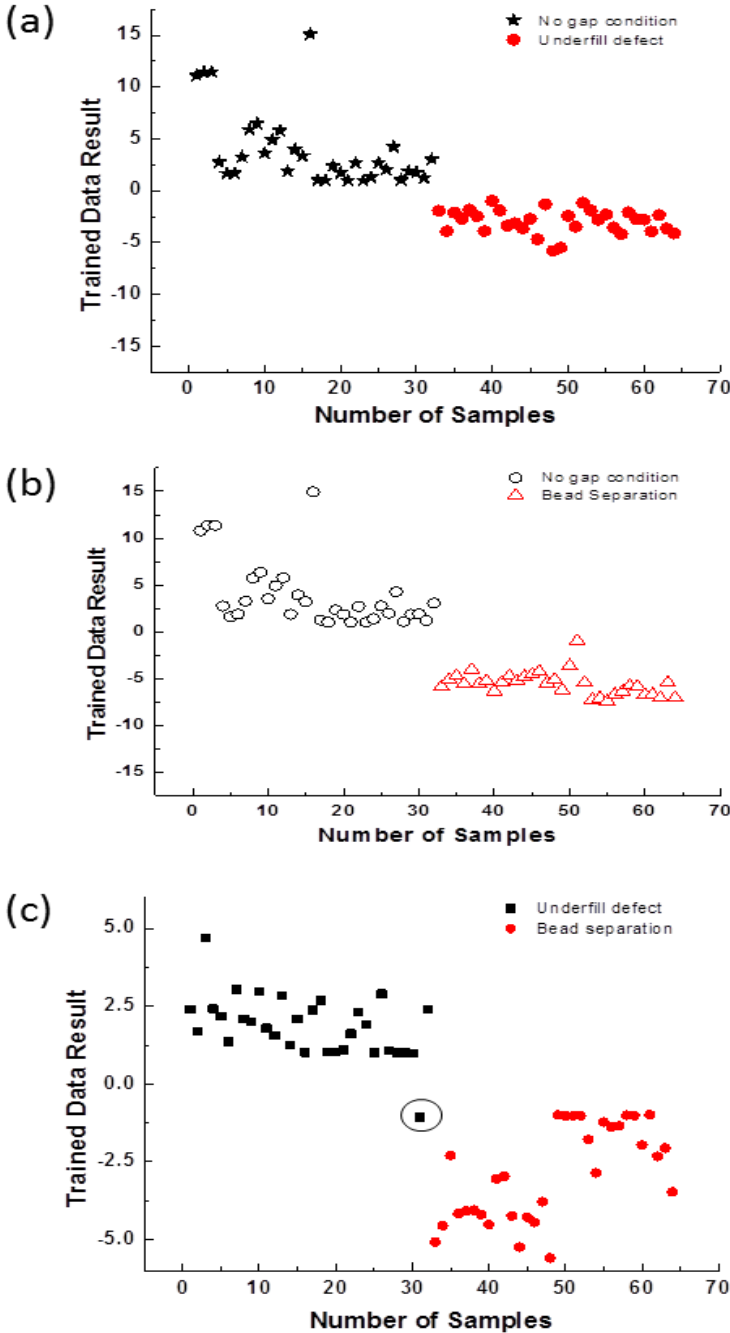 (a)
No gap condition
Underfill defect
15
10
5
0
-5
-10
-15
Trained Data Result
0 10 20 30 40 50 60 70
Number of Samples
(b)
No gap condition
Bead Separation
15
10
5
0
-5
-10
-15
Trained Data Result
0 10 20 30 40 50 60 70
Number of Samples
(c)
Underfill defect
Bead separation
5.0
2.5
0.0
-2.5
-5.0
Trained Data Result
0 10 20 30 40 50 60 70
Number of Samples